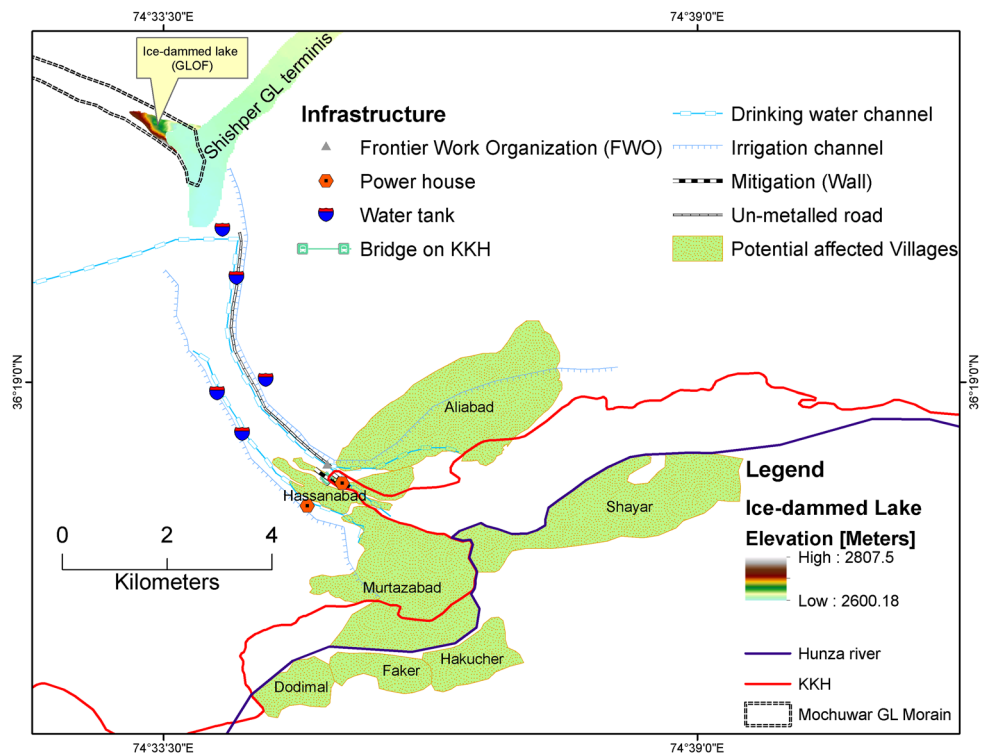 74°33'30"E
74°39'0"E
Ice-dammed lake
(GLOF)
Shishper GL terminis
Infrastructure
Frontier Work Organization (FWO)
Power house
Water tank
Bridge on KKH
Drinking water channel
Irrigation channel
Mitigation (Wall)
Un-metalled road
Potential affected Villages
36°19'0"N
36°19'0"N
Aliabad
Hassanabad
Shayar
Murtazabad
Hakucher
Faker
Dodimal
0 2 4
Kilometers
Legend
Ice-dammed Lake
Elevation [Meters]
High : 2807.5
Low : 2600.18
Hunza river
KKH
Mochuwar GL Morain
74°33'30"E
74°39'0"E